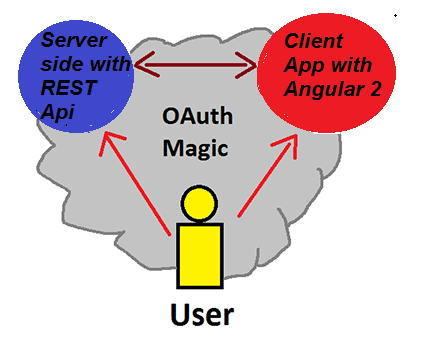 Server
side with
REST
Api
Client
App with
Angular 2
OAuth
Magic
User